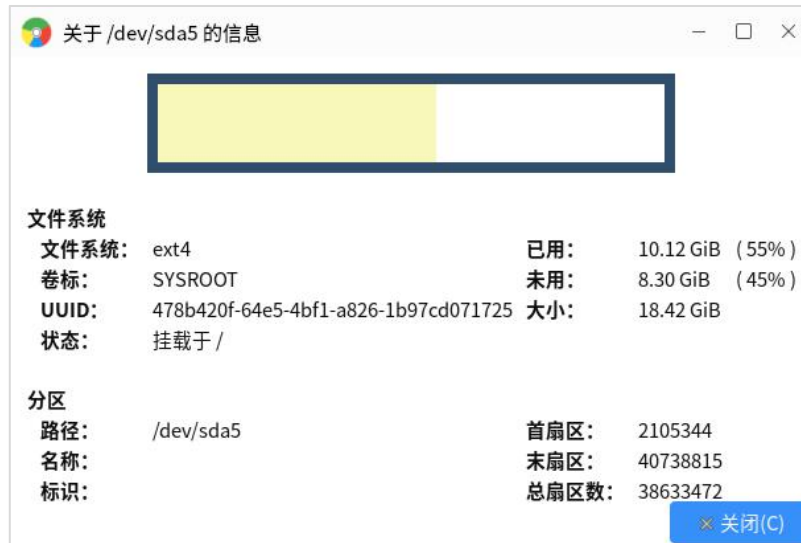 关于 /dev/sda5 的信息
文件系统
文件系统： ext4 已用： 10.12 GiB ( 55% )
卷标： SYSROOT 未用： 8.30 GiB ( 45% )
UUID： 478b420f-64e5-4bf1-a826-1b97cd071725 大小： 18.42 GiB
状态： 挂载于 /
分区
路径： /dev/sda5 首扇区： 2105344
名称： 末扇区： 40738815
标识： 总扇区数： 38633472
关闭(C)